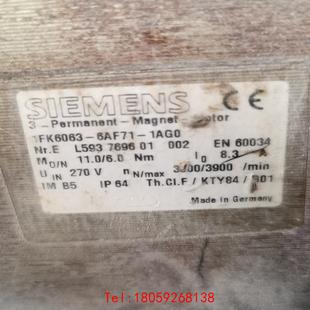 SIEMENS CE
3-Permanent-Magnet-Motor
1FK6063-6AF71-1AG0
Nr.E L593 7696 01 002 EN 60034
M0/N 11.0/6.0 Nm I0 8.3 A
UIN 270 V nN/max 3000/3900 /min
IM B5 IP 64 Th.Cl.F / KTY84 / B01
Made in Germany
Tel:18059268138